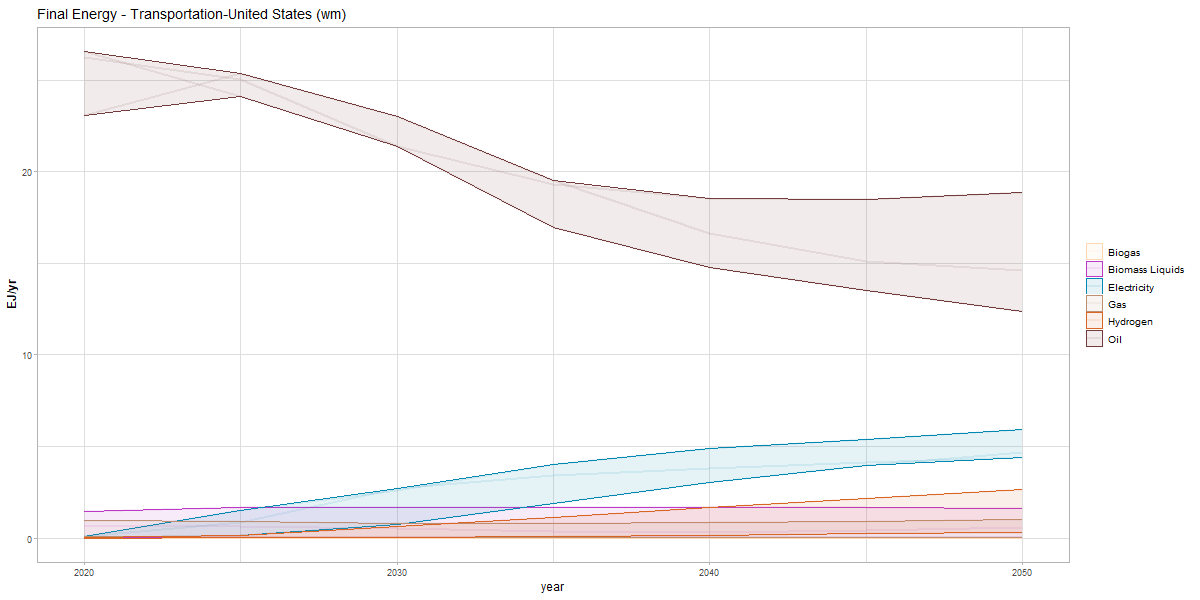 Final Energy - Transportation-United States (wm)
EJ/yr
20
10
0
2020
2030
2040
2050
year
Biogas
Biomass Liquids
Electricity
Gas
Hydrogen
Oil